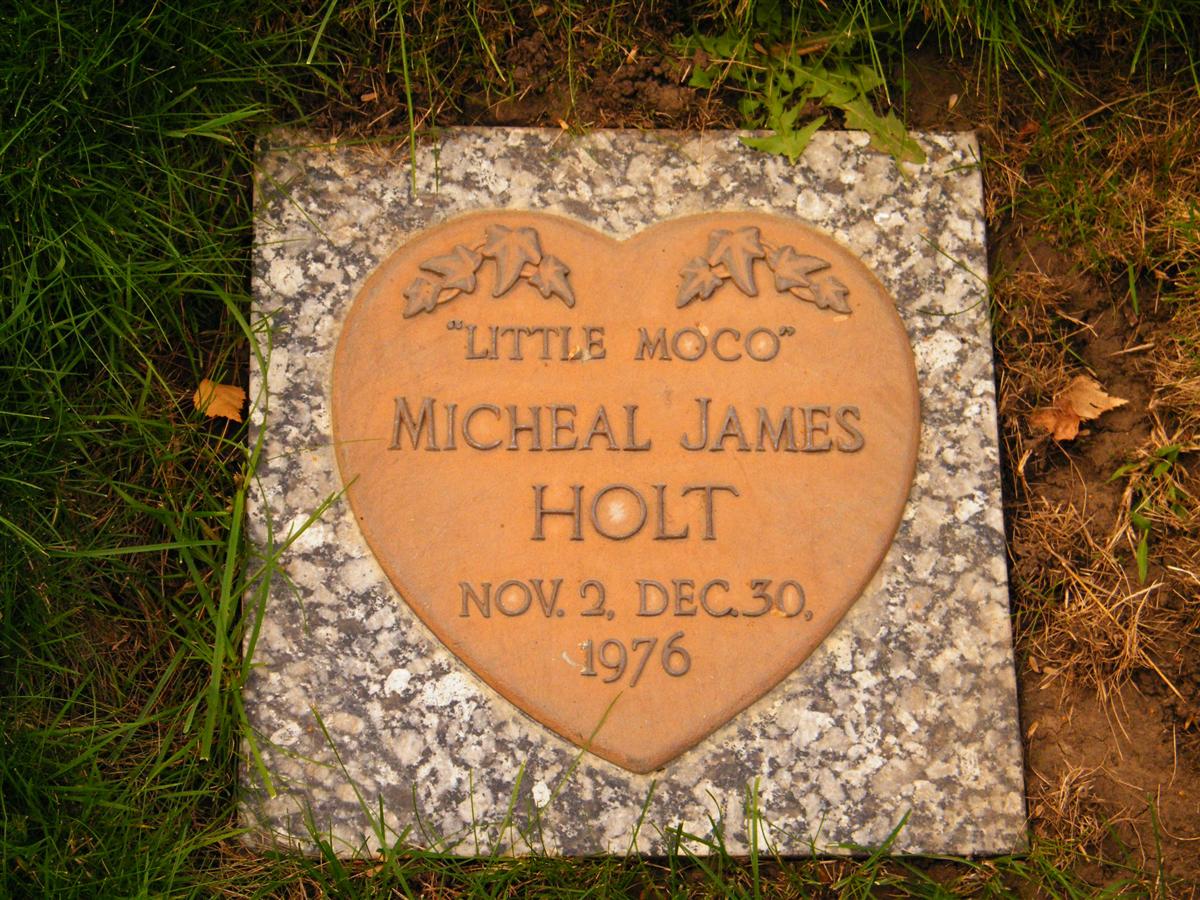 "LITTLE MOCO"
MICHEAL JAMES
HOLT
NOV. 2, DEC. 30,
1976